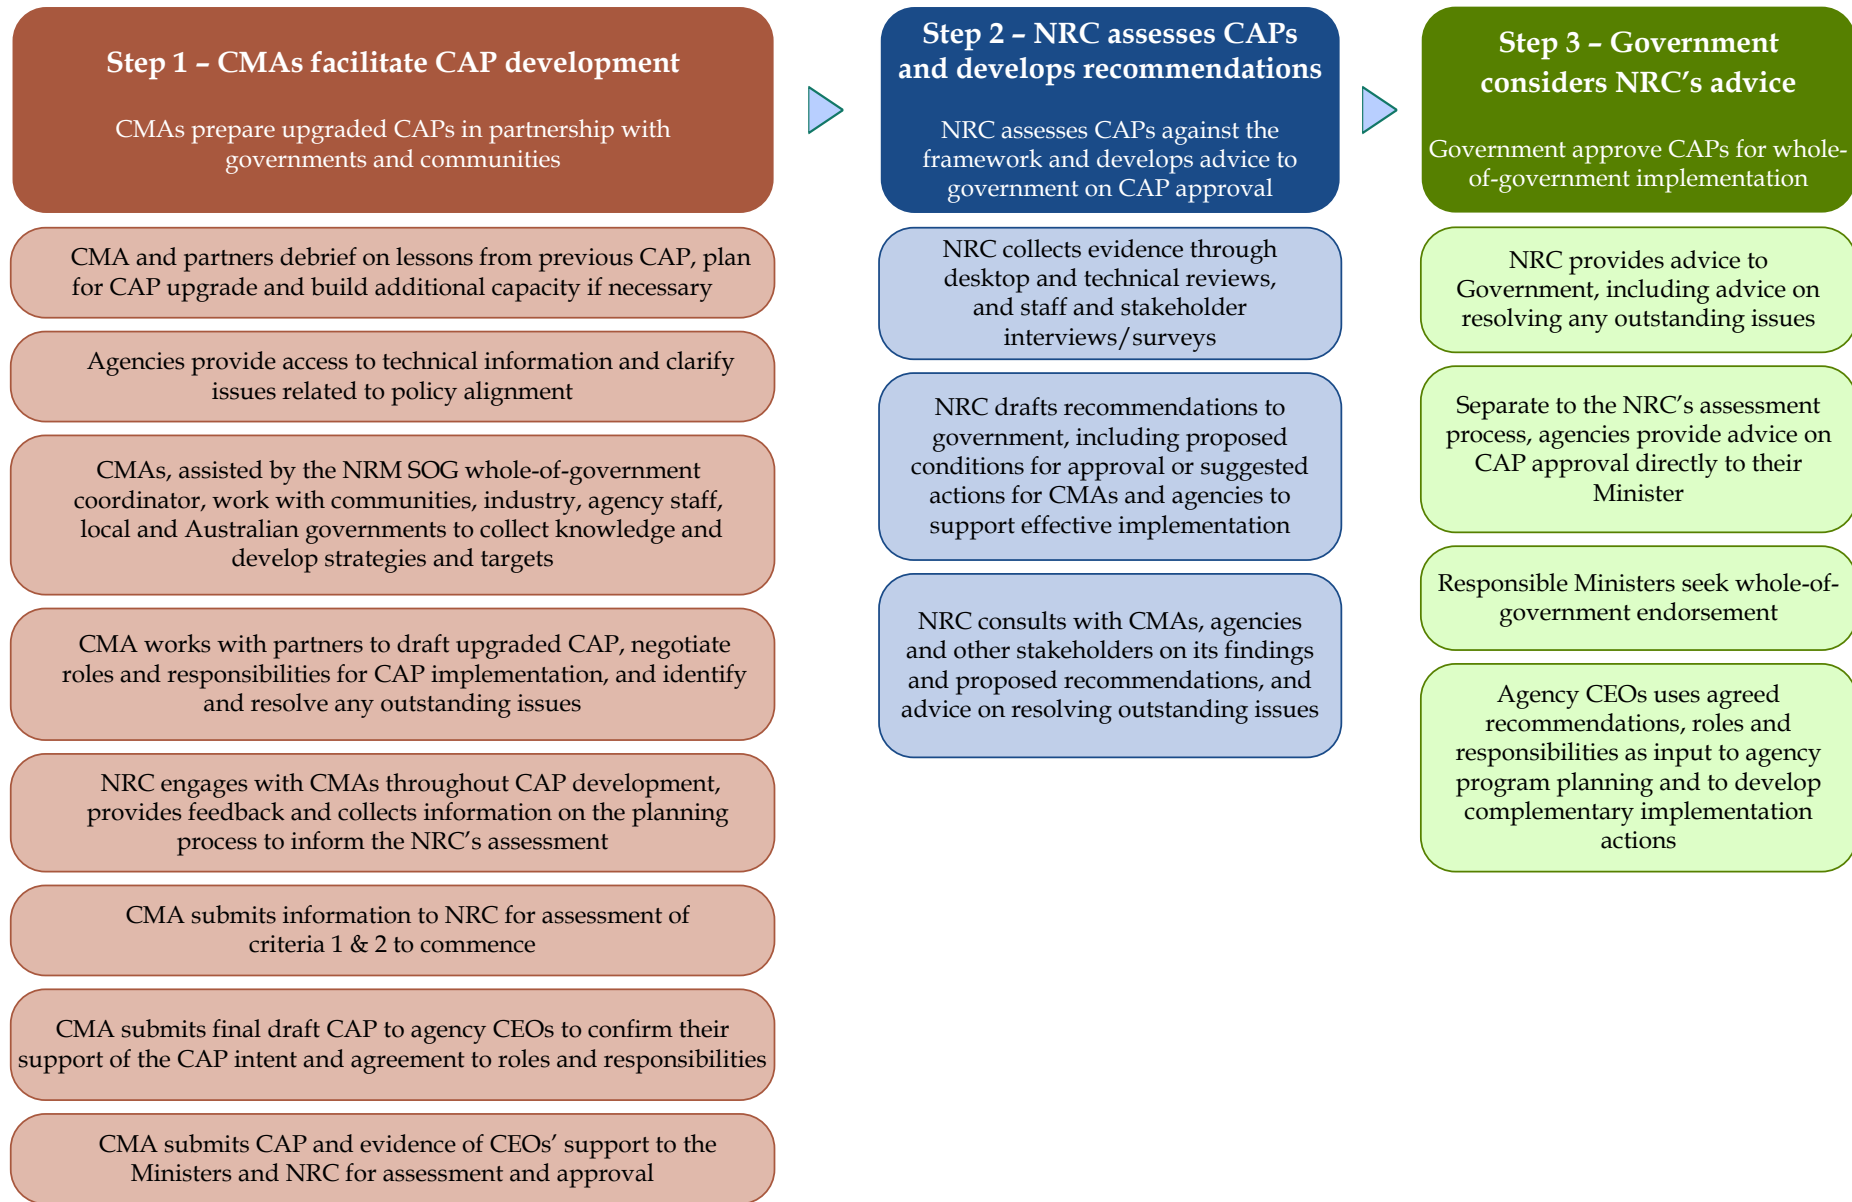 Step 1 – CMAs facilitate CAP development
CMAs prepare upgraded CAPs in partnership with
governments and communities
CMA and partners debrief on lessons from previous CAP, plan
for CAP upgrade and build additional capacity if necessary
Agencies provide access to technical information and clarify
issues related to policy alignment
CMAs, assisted by the NRM SOG whole-of-government
coordinator, work with communities, industry, agency staff,
local and Australian governments to collect knowledge and
develop strategies and targets
CMA works with partners to draft upgraded CAP, negotiate
roles and responsibilities for CAP implementation, and identify
and resolve any outstanding issues
NRC engages with CMAs throughout CAP development,
provides feedback and collects information on the planning
process to inform the NRC’s assessment
CMA submits information to NRC for assessment of
criteria 1 & 2 to commence
CMA submits final draft CAP to agency CEOs to confirm their
support of the CAP intent and agreement to roles and responsibilities
CMA submits CAP and evidence of CEOs’ support to the
Ministers and NRC for assessment and approval
Step 2 – NRC assesses CAPs
and develops recommendations
NRC assesses CAPs against the
framework and develops advice to
government on CAP approval
NRC collects evidence through
desktop and technical reviews,
and staff and stakeholder
interviews/surveys
NRC drafts recommendations to
government, including proposed
conditions for approval or suggested
actions for CMAs and agencies to
support effective implementation
NRC consults with CMAs, agencies
and other stakeholders on its findings
and proposed recommendations, and
advice on resolving outstanding issues
Step 3 – Government
considers NRC’s advice
Government approve CAPs for whole-
of-government implementation
NRC provides advice to
Government, including advice on
resolving any outstanding issues
Separate to the NRC’s assessment
process, agencies provide advice on
CAP approval directly to their
Minister
Responsible Ministers seek whole-of-
government endorsement
Agency CEOs uses agreed
recommendations, roles and
responsibilities as input to agency
program planning and to develop
complementary implementation
actions